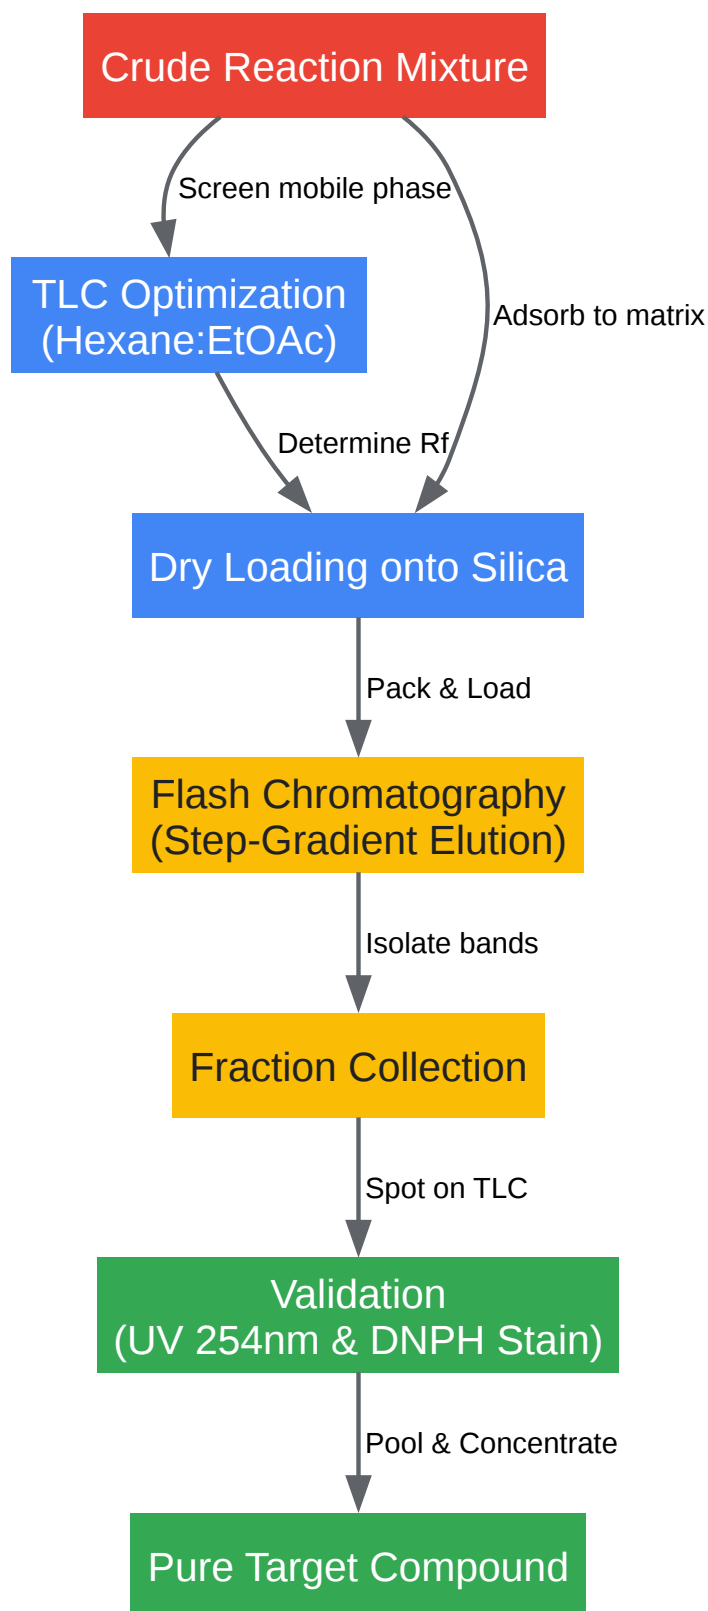 Crude Reaction Mixture
Screen mobile phase
TLC Optimization
(Hexane:EtOAc)
Adsorb to matrix
Determine Rf
Dry Loading onto Silica
Pack & Load
Flash Chromatography
(Step-Gradient Elution)
Isolate bands
Fraction Collection
Spot on TLC
Validation
(UV 254nm & DNPH Stain)
Pool & Concentrate
Pure Target Compound